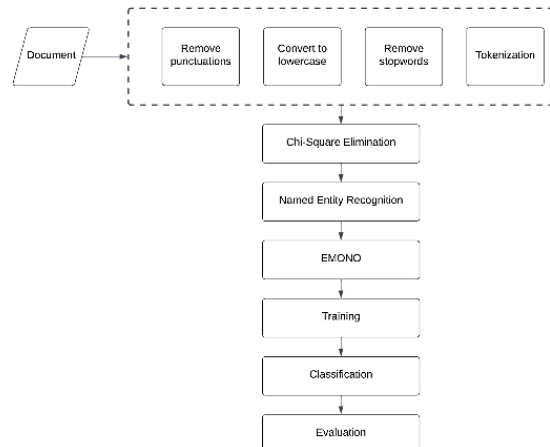 Document
Remove
punctuations
Convert to
lowercase
Remove
stopwords
Tokenization
Chi-Square Elimination
Named Entity Recognition
EMONO
Training
Classification
Evaluation